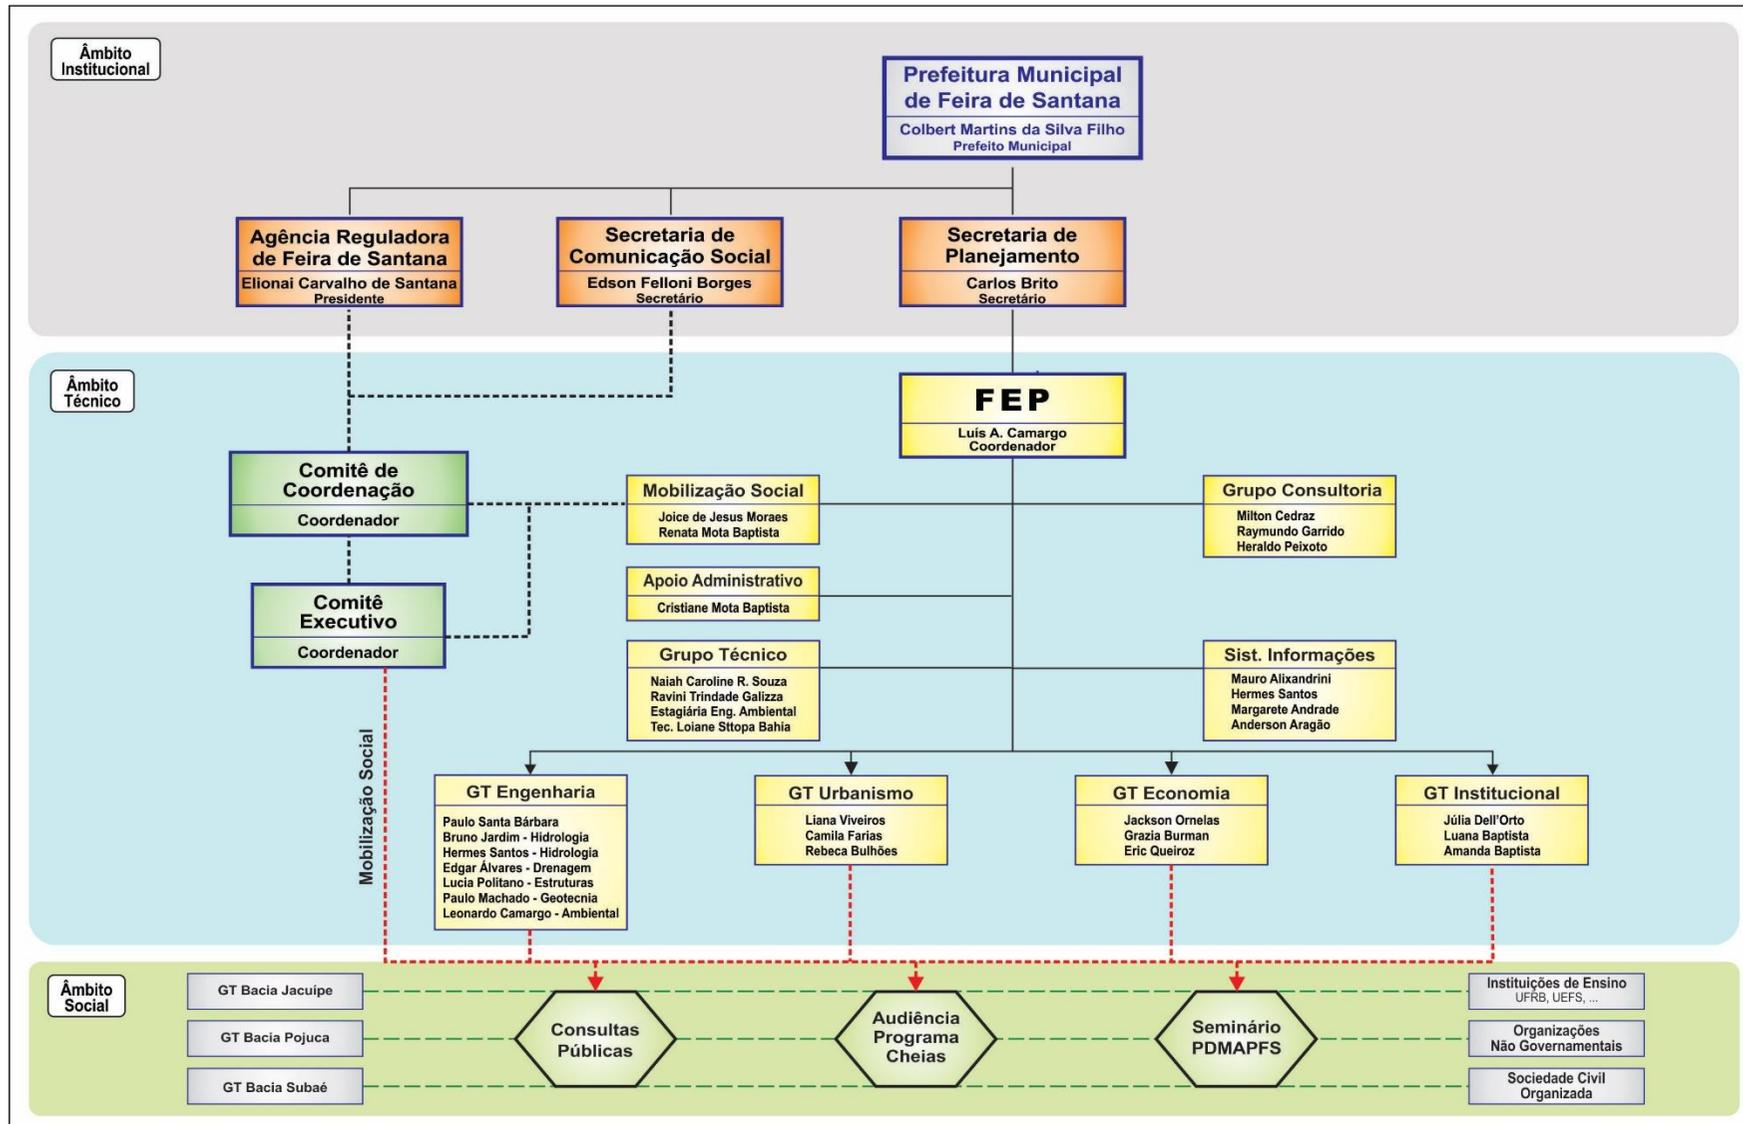 Âmbito
Institucional
Prefeitura Municipal
de Feira de Santana
Colbert Martins da Silva Filho
Prefeito Municipal
Agência Reguladora
de Feira de Santana
Elionai Carvalho de Santana
Presidente
Secretaria de
Comunicação Social
Edson Felloni Borges
Secretário
Secretaria de
Planejamento
Carlos Brito
Secretário
Âmbito
Técnico
FEP
Luís A. Camargo
Coordenador
Comitê de
Coordenação
Coordenador
Mobilização Social
Joice de Jesus Moraes
Renata Mota Baptista
Grupo Consultoria
Milton Cedraz
Raymundo Garrido
Heraldo Peixoto
Comitê
Executivo
Coordenador
Apoio Administrativo
Cristiane Mota Baptista
Grupo Técnico
Naiah Caroline R. Souza
Ravini Trindade Galizza
Estagiária Eng. Ambiental
Tec. Loiane Sttopa Bahia
Sist. Informações
Mauro Alixandrini
Hermes Santos
Margarete Andrade
Anderson Aragão
Mobilização Social
GT Engenharia
Paulo Santa Bárbara
Bruno Jardim - Hidrologia
Hermes Santos - Hidrologia
Edgar Álvares - Drenagem
Lucia Politano - Estruturas
Paulo Machado - Geotecnia
Leonardo Camargo - Ambiental
GT Urbanismo
Liana Viveiros
Camila Farias
Rebeca Bulhões
GT Economia
Jackson Ornelas
Grazia Burman
Eric Queiroz
GT Institucional
Júlia Dell'Orto
Luana Baptista
Amanda Baptista
Âmbito
Social
GT Bacia Jacuípe
GT Bacia Pojuca
GT Bacia Subaé
Consultas
Públicas
Audiência
Programa
Cheias
Seminário
PDMAPFS
Instituições de Ensino
UFRB, UEFS, ...
Organizações
Não Governamentais
Sociedade Civil
Organizada